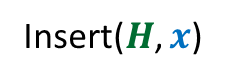 Insert(H, x)